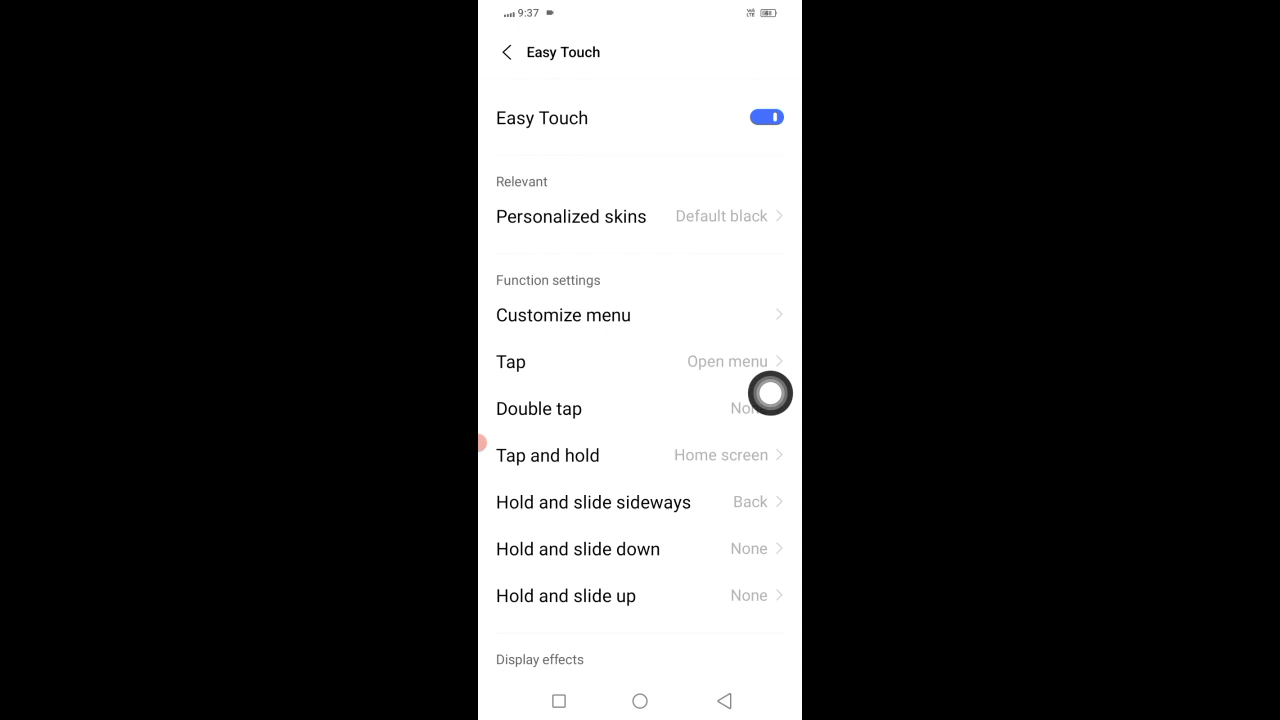 9:37
Easy Touch
Easy Touch
Relevant
Personalized skins Default black
Function settings
Customize menu
Tap Open menu
Double tap
Tap and hold Home screen
Hold and slide sideways Back
Hold and slide down None
Hold and slide up None
Display effects